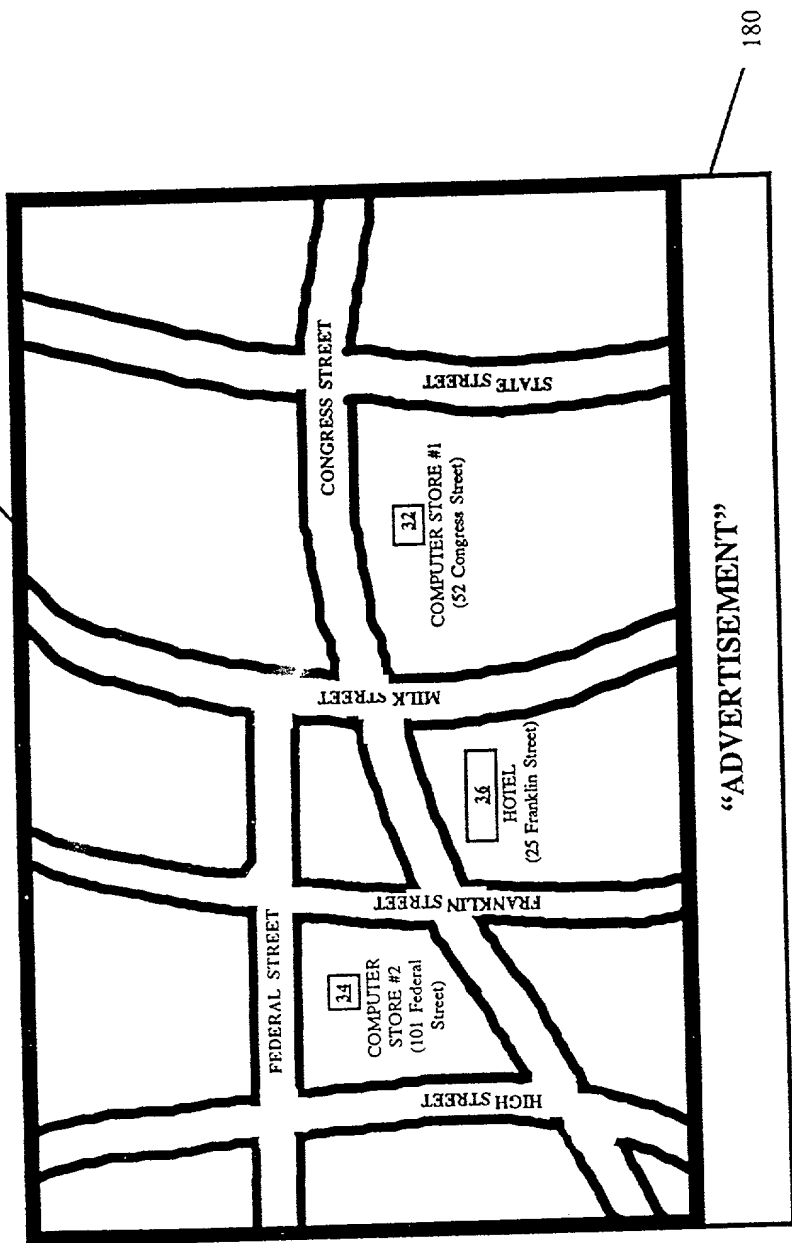 180
CONGRESS STREET
STATE STREET
32
COMPUTER STORE #1
(52 Congress Street)
MILK STREET
36
HOTEL
(25 Franklin Street)
FEDERAL STREET
FRANKLIN STREET
34
COMPUTER
STORE #2
(101 Federal
Street)
HIGH STREET
"ADVERTISEMENT"